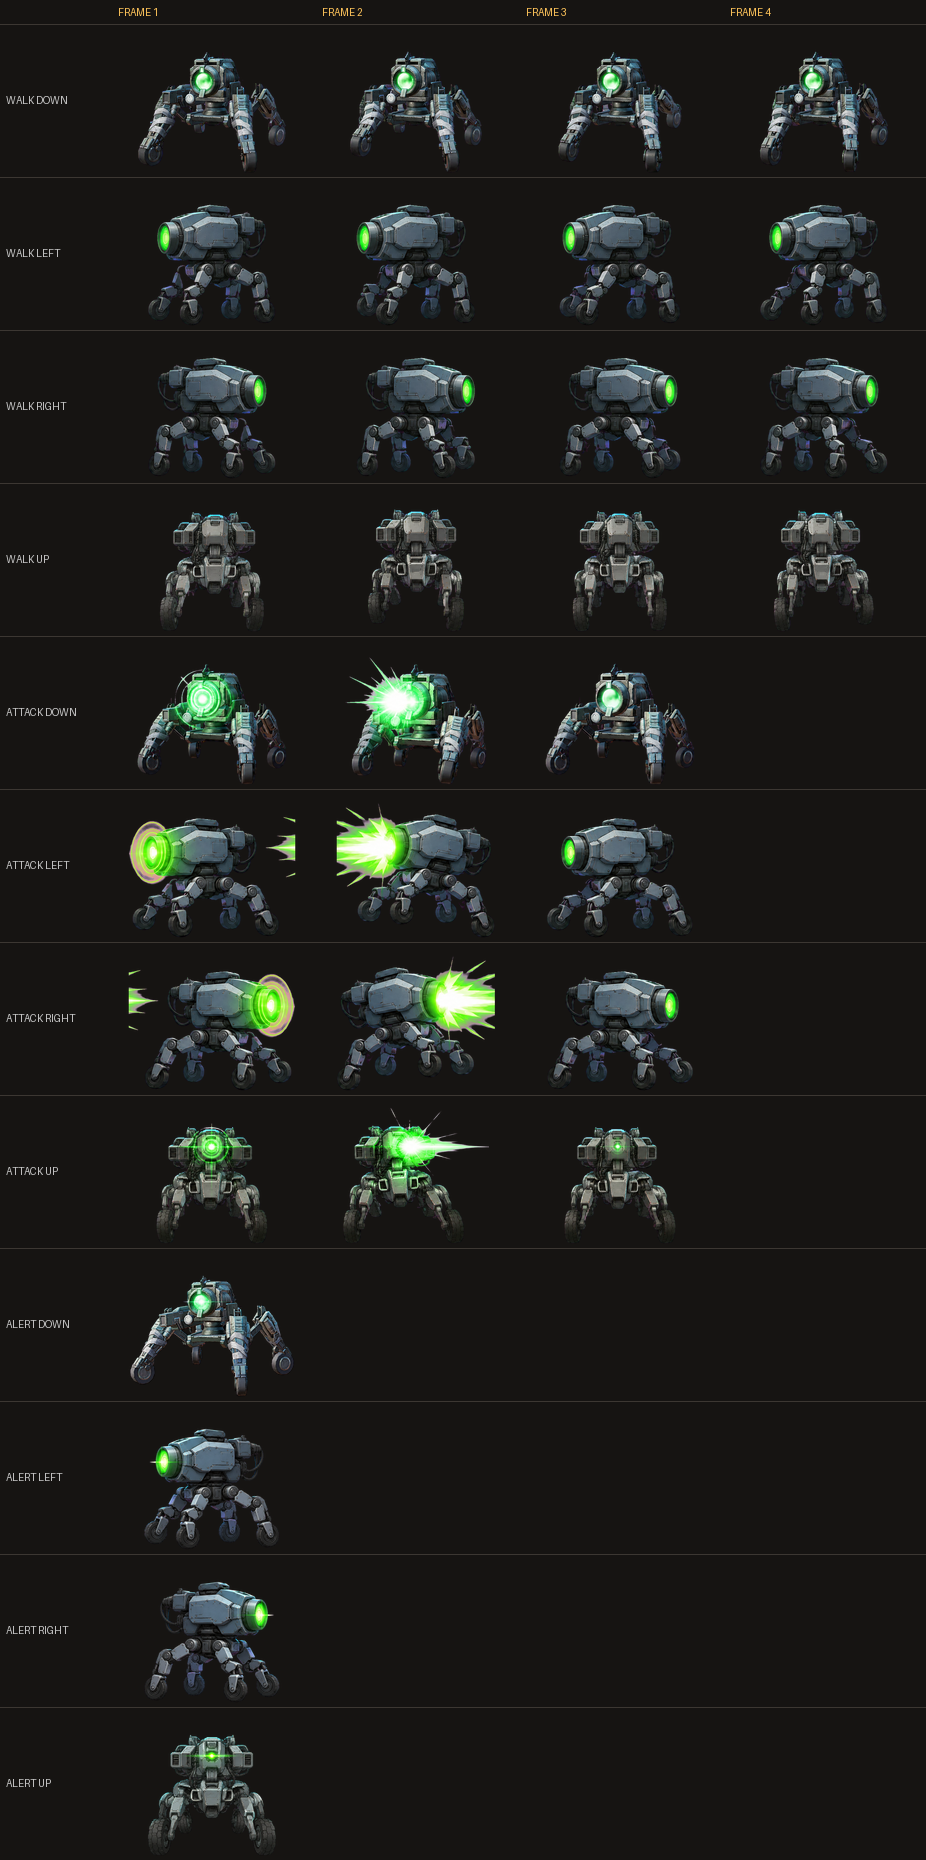 FRAME 1 FRAME 2 FRAME 3 FRAME 4
WALK DOWN
WALK LEFT
WALK RIGHT
WALK UP
ATTACK DOWN
ATTACK LEFT
ATTACK RIGHT
ATTACK UP
ALERT DOWN
ALERT LEFT
ALERT RIGHT
ALERT UP